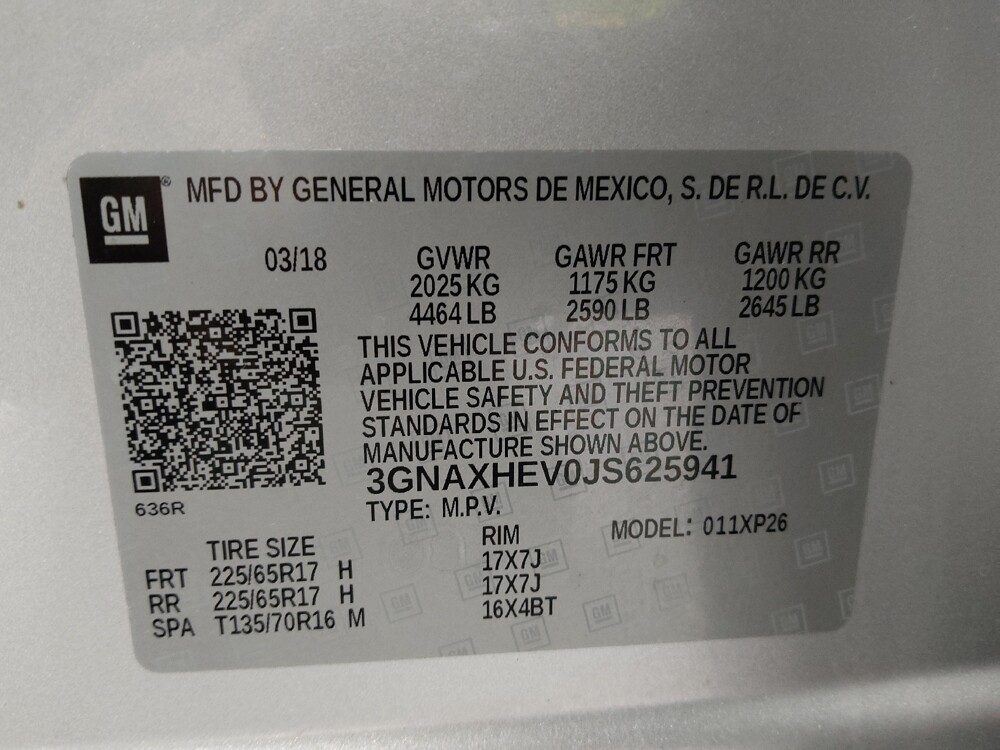 GM® MFD BY GENERAL MOTORS DE MEXICO, S. DE R.L. DE C.V.
03/18 GVWR GAWR FRT GAWR RR
2025 KG 1175 KG 1200 KG
4464 LB 2590 LB 2645 LB
THIS VEHICLE CONFORMS TO ALL
APPLICABLE U.S. FEDERAL MOTOR
VEHICLE SAFETY AND THEFT PREVENTION
STANDARDS IN EFFECT ON THE DATE OF
MANUFACTURE SHOWN ABOVE.
3GNAXHEV0JS625941
636R
TYPE: M.P.V.
MODEL: 011XP26
TIRE SIZE RIM
FRT 225/65R17 H 17X7J
RR 225/65R17 H 17X7J
SPA T135/70R16 M 16X4BT